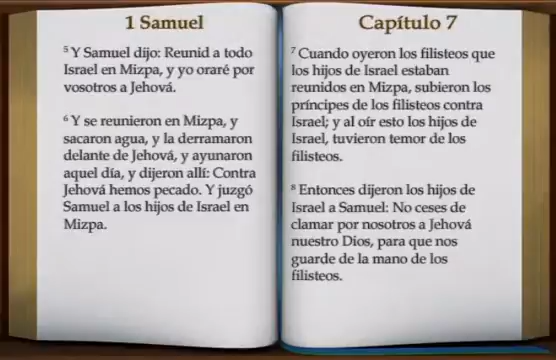 1 Samuel
⁵ Y Samuel dijo: Reunid a todo
Israel en Mizpa, y yo oraré por
vosotros a Jehová.
⁶ Y se reunieron en Mizpa, y
sacaron agua, y la derramaron
delante de Jehová, y ayunaron
aquel día, y dijeron allí: Contra
Jehová hemos pecado. Y juzgó
Samuel a los hijos de Israel en
Mizpa.
Capítulo 7
⁷ Cuando oyeron los filisteos que
los hijos de Israel estaban
reunidos en Mizpa, subieron los
príncipes de los filisteos contra
Israel; y al oír esto los hijos de
Israel, tuvieron temor de los
filisteos.
⁸ Entonces dijeron los hijos de
Israel a Samuel: No ceses de
clamar por nosotros a Jehová
nuestro Dios, para que nos
guarde de la mano de los
filisteos.